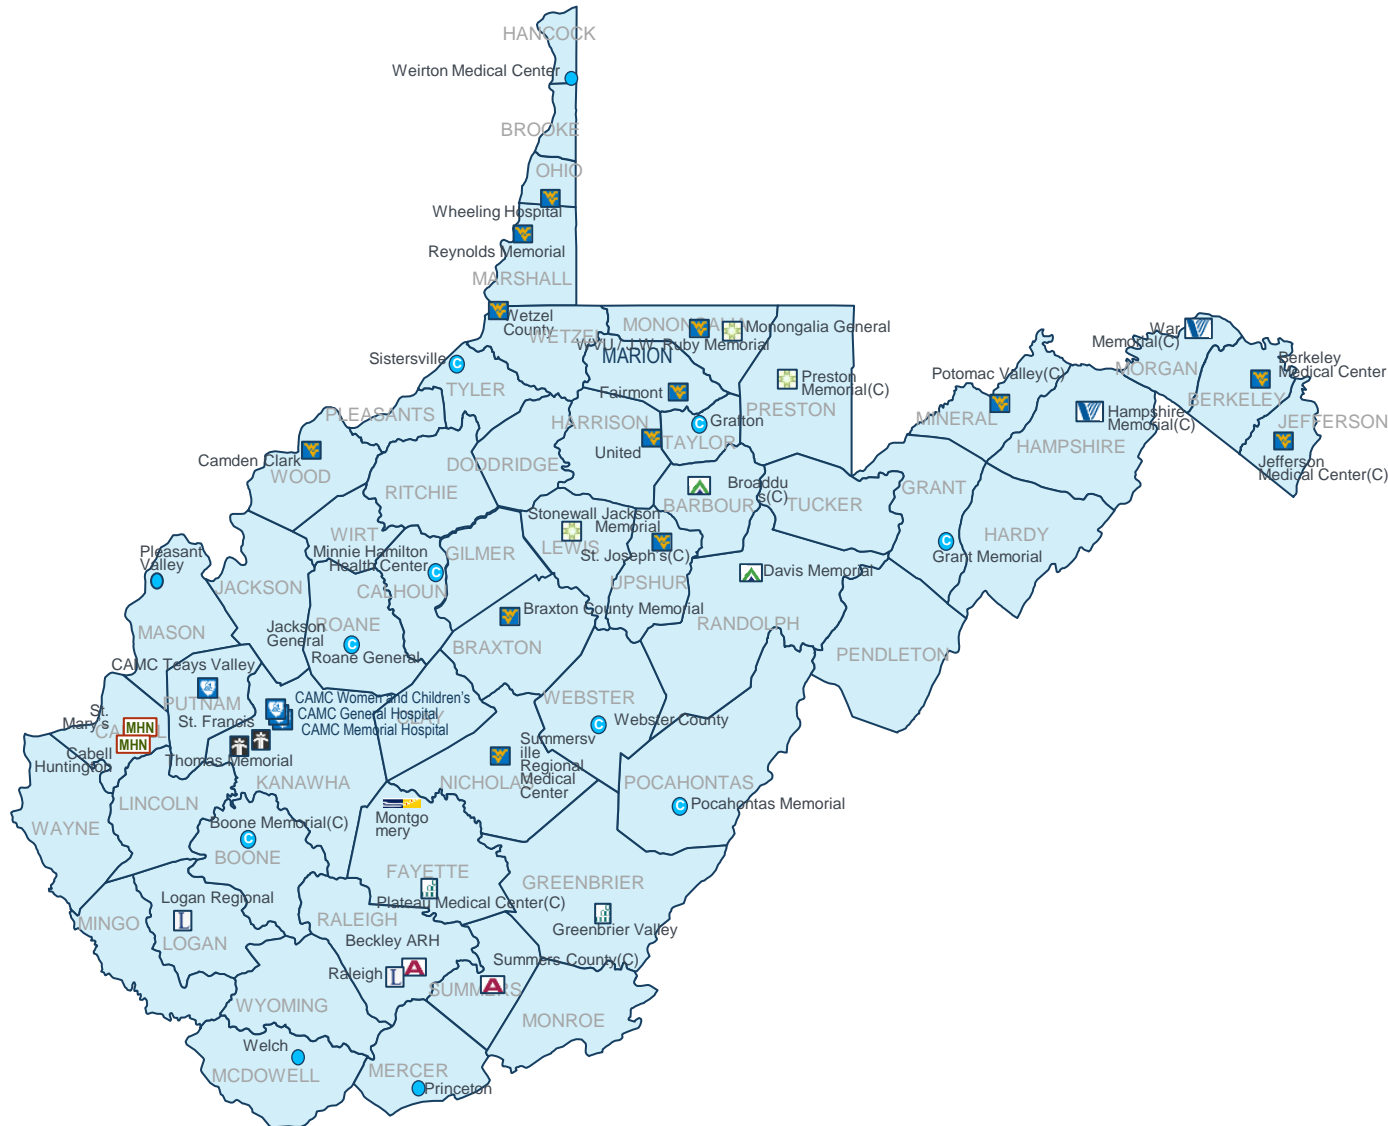 HANCOCK
Weirton Medical Center
BROOKE
OHIO
Wheeling Hospital
Reynolds Memorial
MARSHALL
Wetzel
County
WETZEL
MONONGALIA
Monongalia General
WVU / J.W. Ruby Memorial
MARION
Sistersville
C
TYLER
Fairmont
Preston
Memorial(C)
PRESTON
War
Memorial(C)
MORGAN
Berkeley
Medical Center
BERKELEY
JEFFERSON
Jefferson
Medical Center(C)
Potomac Valley(C)
MINERAL
Hampshire
Memorial(C)
HAMPSHIRE
PLEASANTS
HARRISON
C
Grafton
TAYLOR
United
Camden Clark
WOOD
DODDRIDGE
RITCHIE
Broaddu
s(C)
BARBOUR
TUCKER
GRANT
HARDY
C
Grant Memorial
WIRT
Stonewall Jackson
Memorial
LEWIS
St. Joseph's(C)
UPSHUR
Minnie Hamilton
Health Center
C
GILMER
CALHOUN
Davis Memorial
Pleasant
Valley
JACKSON
MASON
Jackson
General
ROANE
C
Roane General
Braxton County Memorial
BRAXTON
RANDOLPH
PENDLETON
CAMC Teays Valley
PUTNAM
St. Francis
CAMC Women and Children's
CAMC General Hospital
CAMC Memorial Hospital
CLAY
WEBSTER
C
Webster County
St.
Mary's
MHN
CABELL
MHN
Cabell
Huntington
Thomas Memorial
KANAWHA
Summersv
ille
Regional
Medical
Center
NICHOLAS
POCAHONTAS
C
Pocahontas Memorial
LINCOLN
WAYNE
Boone Memorial(C)
C
BOONE
Montgo
mery
FAYETTE
Plateau Medical Center(C)
GREENBRIER
Greenbrier Valley
Logan Regional
L
MINGO
LOGAN
RALEIGH
Beckley ARH
A
Raleigh
L
Summers County(C)
A
SUMMERS
WYOMING
MONROE
Welch
MCDOWELL
MERCER
Princeton